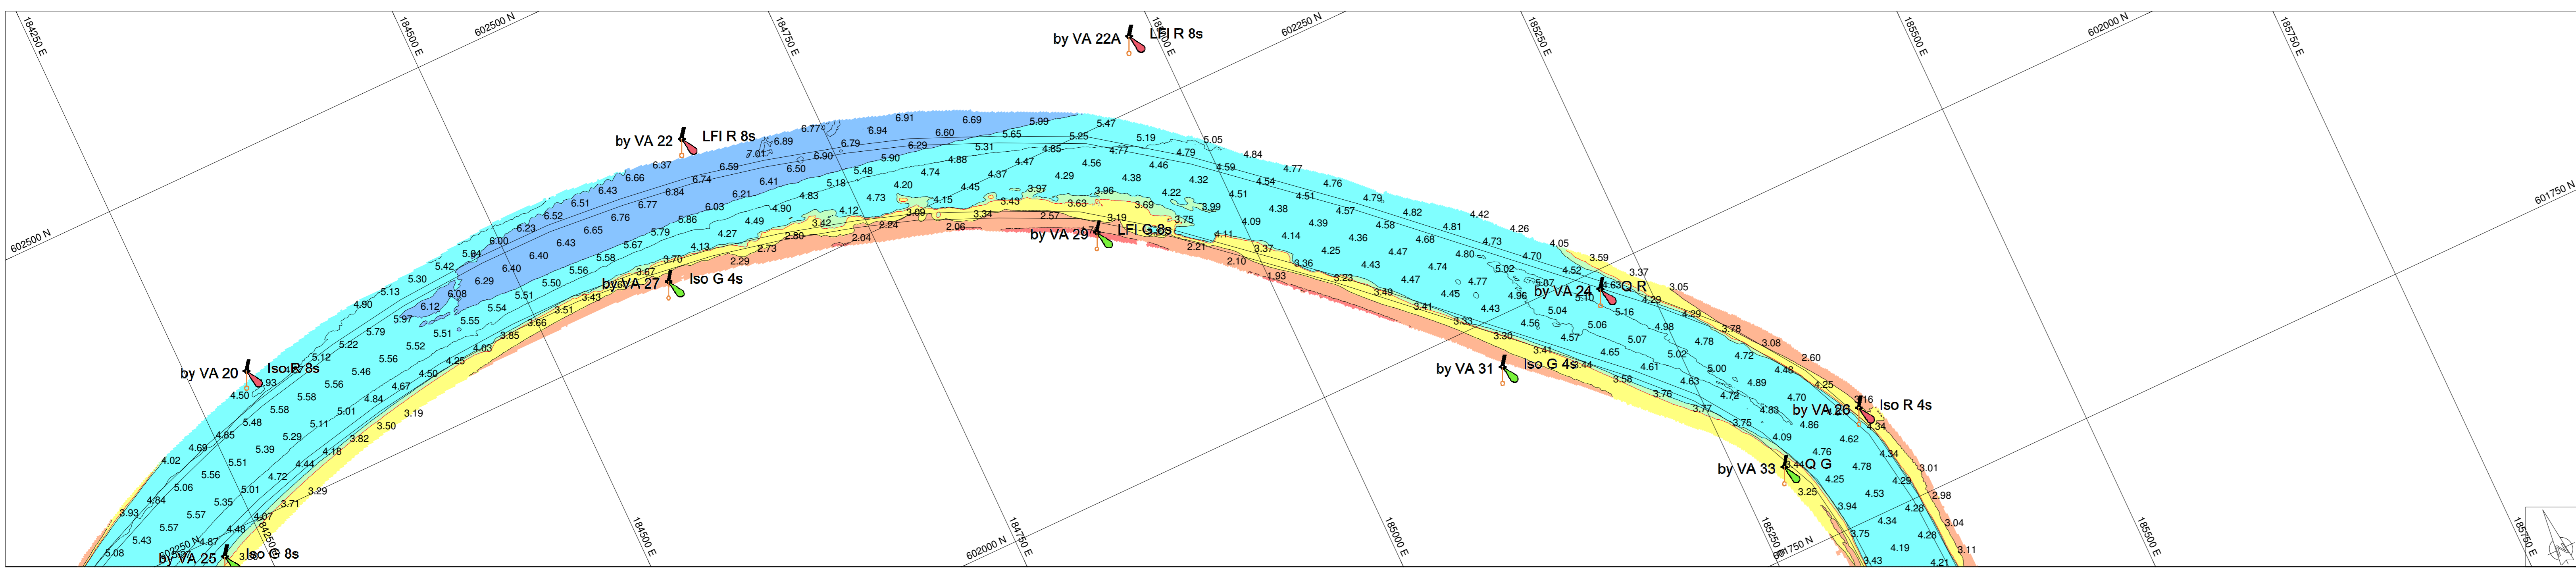 184250 E
184500 E
602500 N
184750 E
185000 E
602250 N
185250 E
185500 E
602000 N
185750 E
601750 N
602500 N
by VA 22A
LFl R 8s
by VA 22
LFl R 8s
by VA 20
Iso R 8s
by VA 25
Iso G 8s
by VA 27
Iso G 4s
by VA 29
LFl G 8s
by VA 31
Iso G 4s
by VA 24
Q R
by VA 26
Iso R 4s
by VA 33
Q G
6.77 6.94 6.91 6.69 5.99 5.47
7.01 6.89 6.79 6.60 5.65 5.25 5.19 5.05
6.37 6.59 6.90 6.29 5.31 4.85 4.77 4.79 4.84
6.43 6.66 6.74 6.50 5.90 4.88 4.47 4.56 4.46 4.59 4.77
6.51 6.84 6.41 5.48 4.74 4.37 4.29 4.38 4.32 4.54 4.76
6.52 6.77 6.21 5.18 4.20 4.45 3.97 3.96 4.22 4.51 4.51 4.79
6.23 6.76 6.03 4.83 4.73 4.15 3.43 3.63 3.69 3.99 4.38 4.57 4.82 4.42
6.00 6.65 5.86 4.90 4.12 3.09 3.34 2.57 3.19 3.75 4.09 4.39 4.58 4.81 4.26
5.84 6.43 5.79 4.49 3.42 2.24 2.06 4.11 4.14 4.36 4.68 4.73 4.05
5.42 6.40 5.67 4.27 2.80 2.04 2.21 3.37 4.25 4.47 4.80 4.70 3.59
5.30 6.40 5.58 4.13 2.73 2.10 3.36 4.43 4.74 5.02 4.52 3.37
5.13 6.08 6.29 5.56 3.70 2.29 1.93 3.23 4.47 4.77 5.07 4.63 3.05
4.90 6.12 5.50 3.67 3.49 4.45 4.96 5.10 4.29
5.97 5.54 5.51 3.43 3.41 4.43 5.04 5.16 4.29
5.79 5.55 3.51 3.33 4.56 5.06 4.98 3.78
5.22 5.51 3.66 3.30 4.57 5.07 4.78 3.08
5.12 5.52 3.85 3.41 4.65 5.02 4.72 2.60
5.56 4.03 3.44 4.61 5.00 4.48
5.46 4.25 3.58 4.63 4.89 4.25
4.50 5.56 4.50 3.76 4.72 4.70 3.16
5.58 4.67 3.77 4.83 4.34
5.58 4.84 3.75 4.86 4.62
4.85 5.48 5.01 3.19 4.09 4.34
4.69 5.29 5.11 3.50 4.76 4.78 3.01
4.02 5.51 5.39 3.82 3.44 4.25 4.29
5.06 5.56 4.44 4.18 3.25 4.53 2.98
4.84 5.01 4.72 3.29 3.94 4.28
3.93 5.57 5.35 3.71 4.34 3.04
5.57 4.48 4.07 3.75 4.28
5.08 5.43 4.87 4.19 3.11
3.43 4.21
602250 N
184250 E
184500 E
602000 N
184750 E
185000 E
185250 E
601750 N
185500 E
185750 E
N